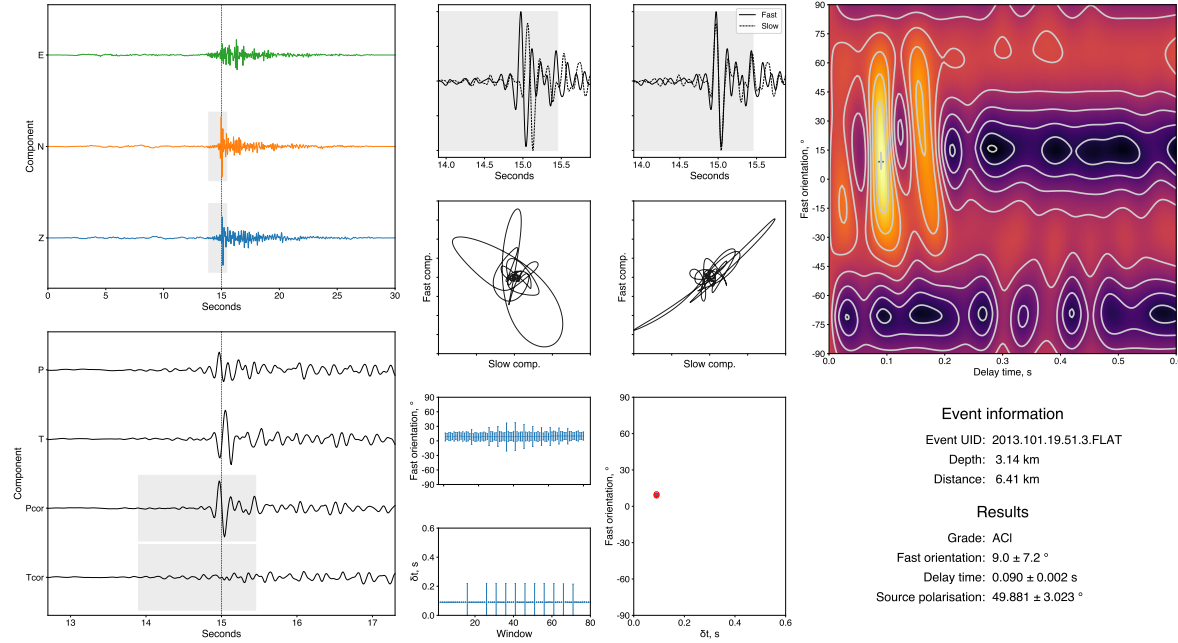 E
N
Z
Component
0
5
10
15
20
25
30
Seconds
P
T
Pcor
Tcor
Component
13
14
15
16
17
Seconds
14.0
14.5
15.0
15.5
Seconds
Fast
Slow
14.0
14.5
15.0
15.5
Seconds
Fast comp.
Slow comp.
Fast comp.
Slow comp.
90
60
30
0
-30
-60
-90
Fast orientation, °
0.6
0.4
0.2
0.0
δt, s
0
20
40
60
80
Window
90
60
30
0
-30
-60
-90
Fast orientation, °
0.0
0.2
0.4
0.6
δt, s
90
75
60
45
30
15
0
-15
-30
-45
-60
-75
-90
Fast orientation, °
0.0
0.1
0.2
0.3
0.4
0.5
0.6
Delay time, s
Event information
Event UID: 2013.101.19.51.3.FLAT
Depth: 3.14 km
Distance: 6.41 km
Results
Grade: ACl
Fast orientation: 9.0 ± 7.2 °
Delay time: 0.090 ± 0.002 s
Source polarisation: 49.881 ± 3.023 °